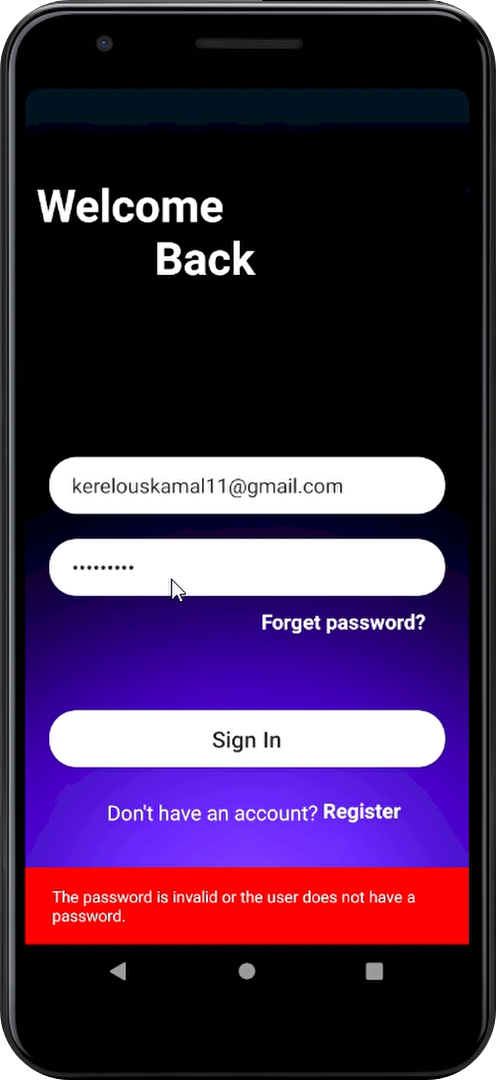 Welcome
Back
kerelouskamal11@gmail.com
•••••••••
Forget password?
Sign In
Don't have an account? Register
The password is invalid or the user does not have a
password.